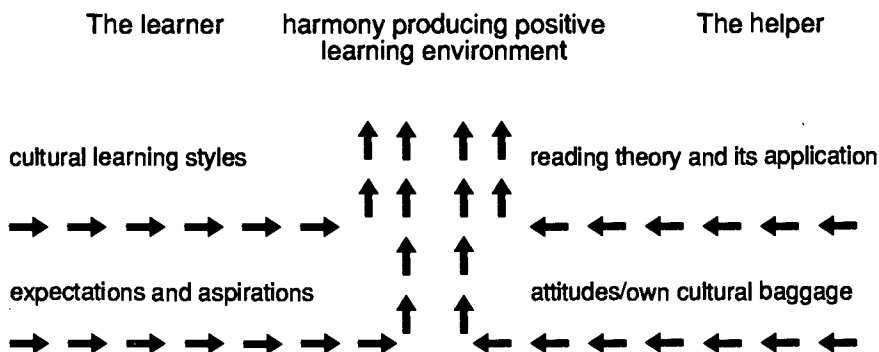 The learner
harmony producing positive
learning environment
The helper
cultural learning styles
reading theory and its application
expectations and aspirations
attitudes/own cultural baggage